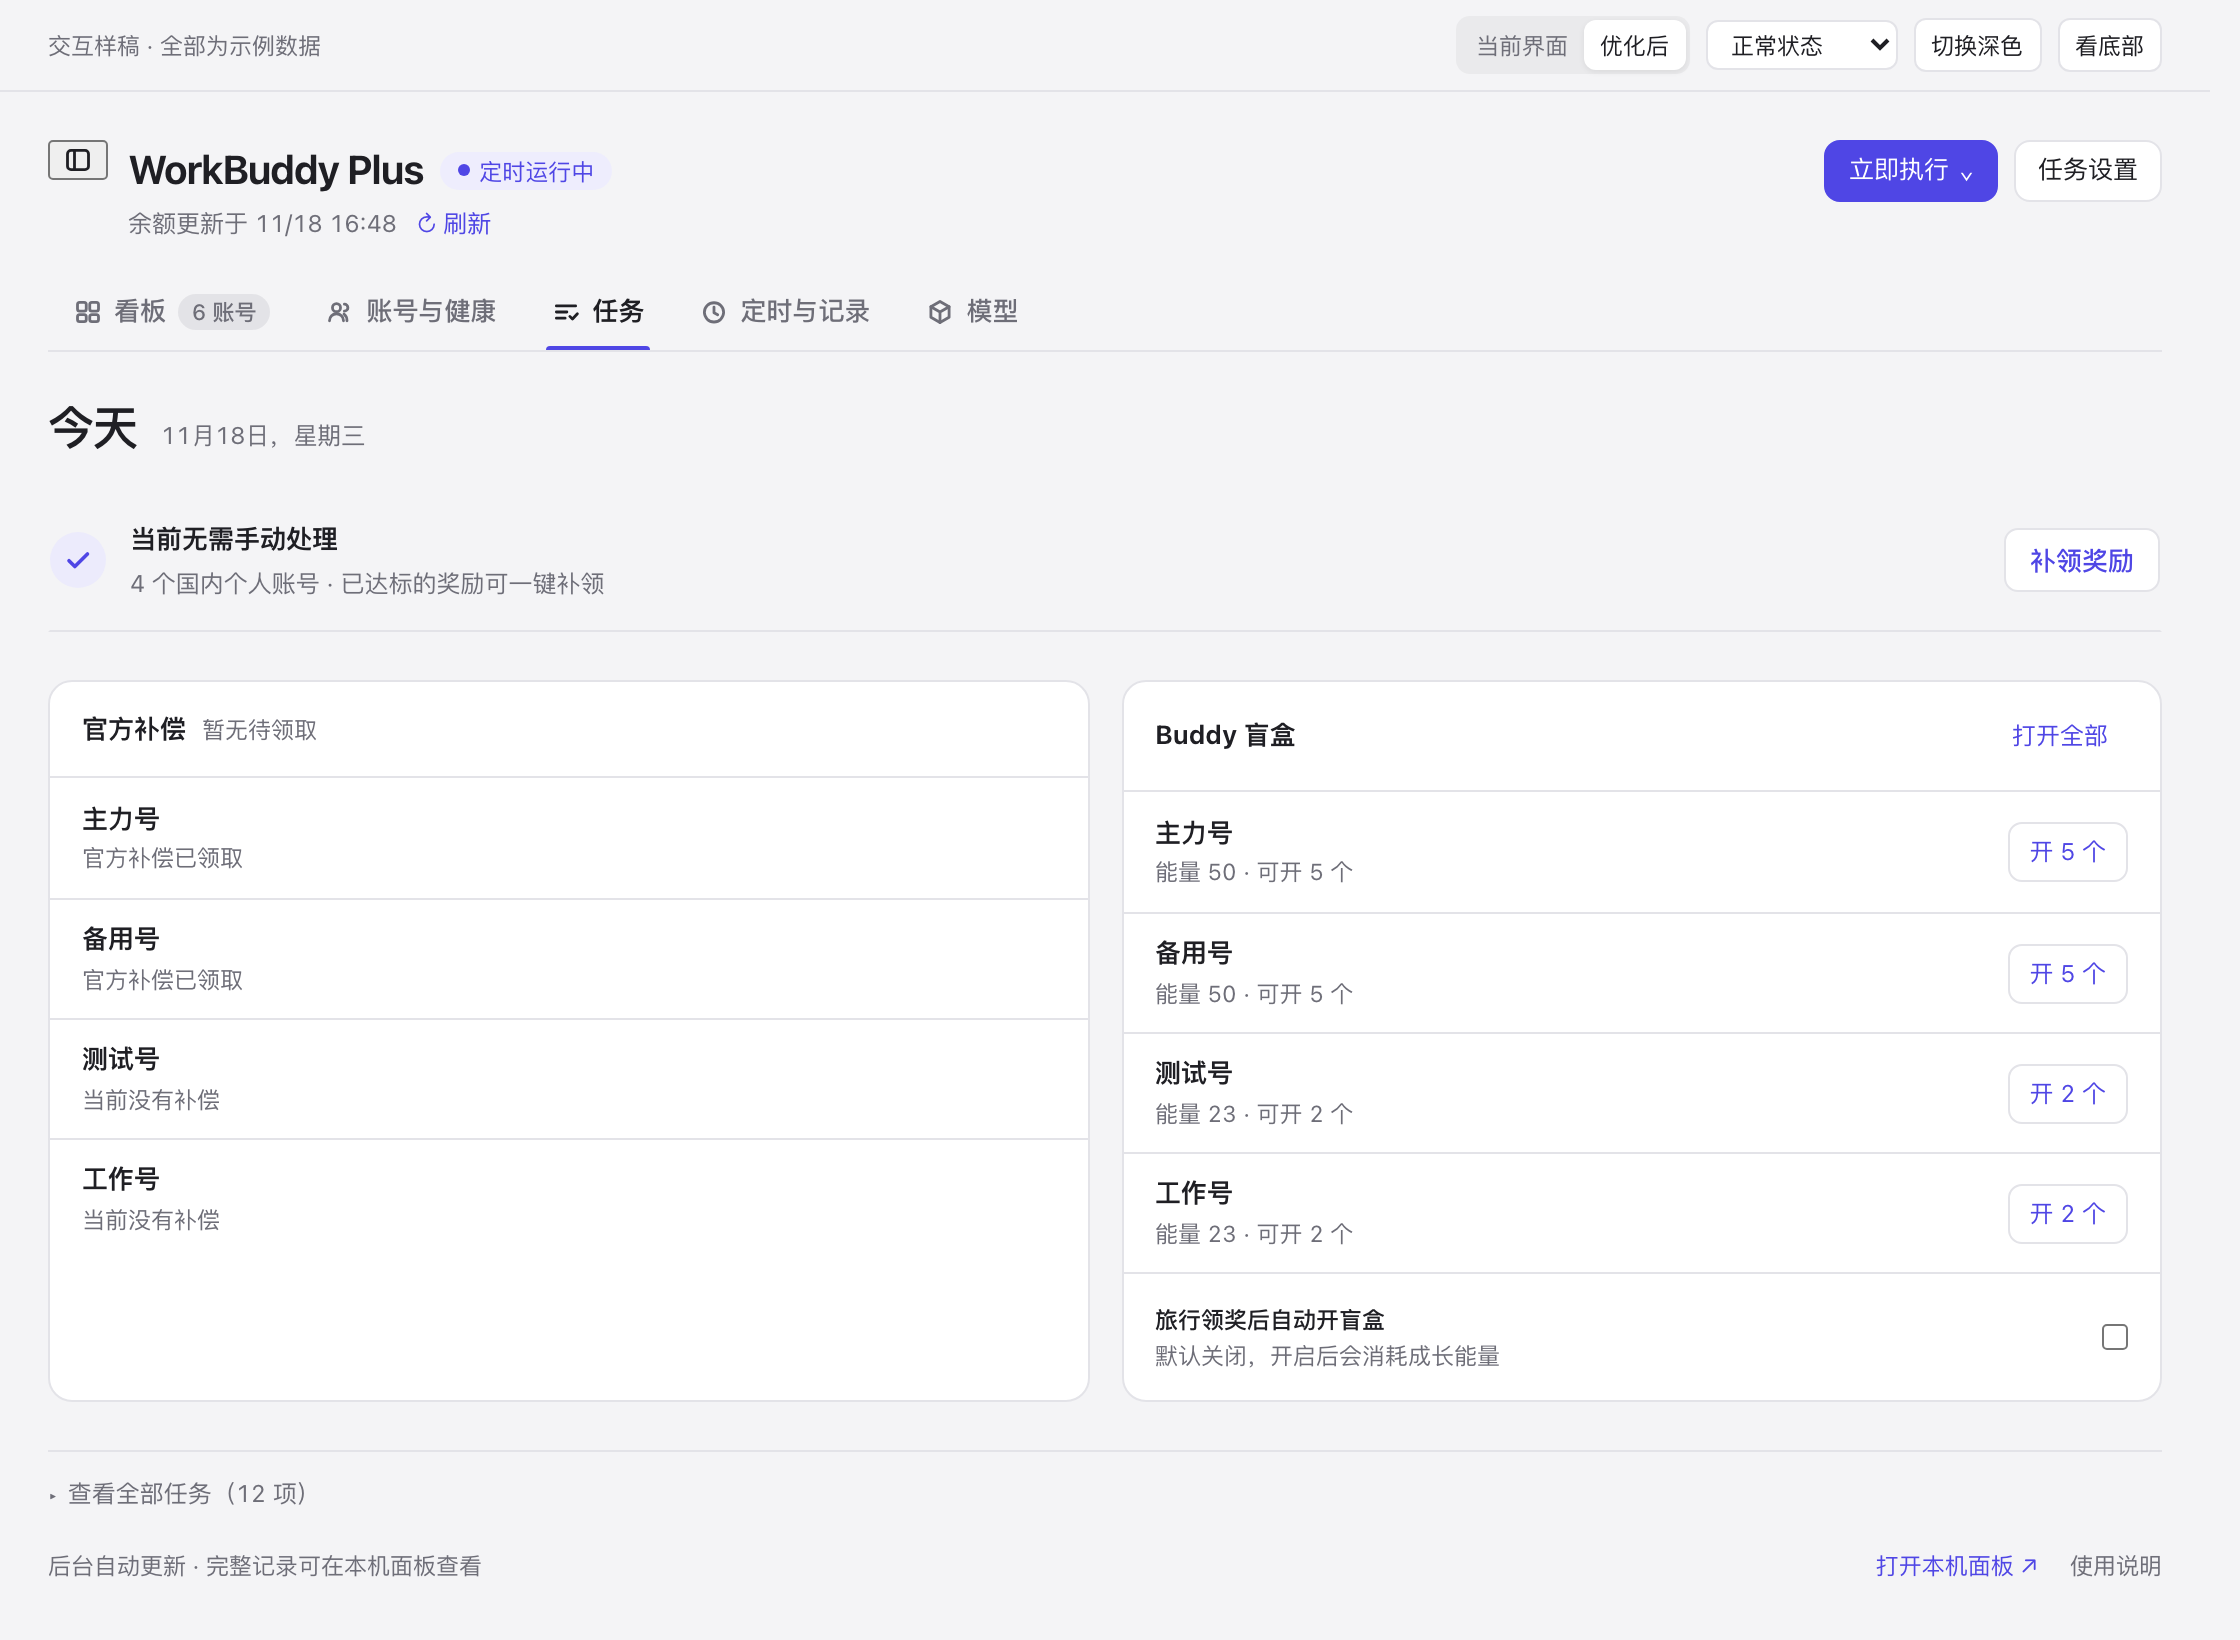 交互样稿 · 全部为示例数据
当前界面 优化后 正常状态 切换深色 看底部
WorkBuddy Plus 定时运行中
立即执行 任务设置
余额更新于 11/18 16:48 刷新
看板 6 账号 账号与健康 任务 定时与记录 模型
今天 11月18日，星期三
当前无需手动处理
4 个国内个人账号 · 已达标的奖励可一键补领
补领奖励
官方补偿 暂无待领取
主力号
官方补偿已领取
备用号
官方补偿已领取
测试号
当前没有补偿
工作号
当前没有补偿
Buddy 盲盒 打开全部
主力号
能量 50 · 可开 5 个
开 5 个
备用号
能量 50 · 可开 5 个
开 5 个
测试号
能量 23 · 可开 2 个
开 2 个
工作号
能量 23 · 可开 2 个
开 2 个
旅行领奖后自动开盲盒
默认关闭，开启后会消耗成长能量
查看全部任务（12 项）
后台自动更新 · 完整记录可在本机面板查看
打开本机面板 ↗ 使用说明